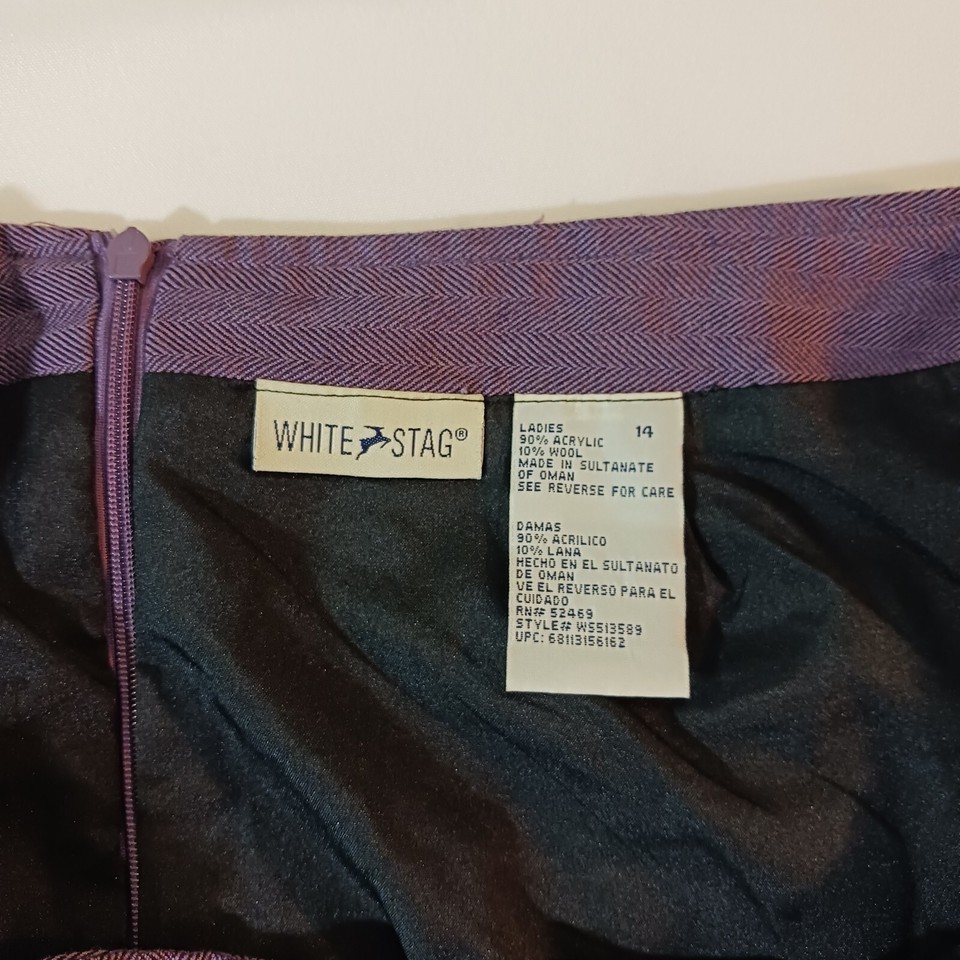 WHITE STAG®
LADIES 14
90% ACRYLIC
10% WOOL
MADE IN SULTANATE
OF OMAN
SEE REVERSE FOR CARE
DAMAS
90% ACRILICO
10% LANA
HECHO EN EL SULTANATO
DE OMAN
VE EL REVERSO PARA EL
CUIDADO
RN# 52469
STYLE# WS513589
UPC: 68113156162